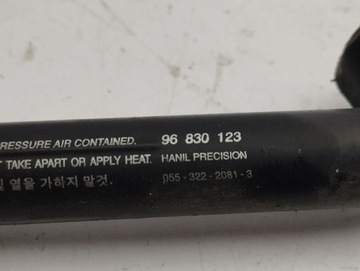 PRESSURE AIR CONTAINED. 96 830 123
TAKE APART OR APPLY HEAT. HANIL PRECISION
열을 가하지 말것. 055-322-2081-3